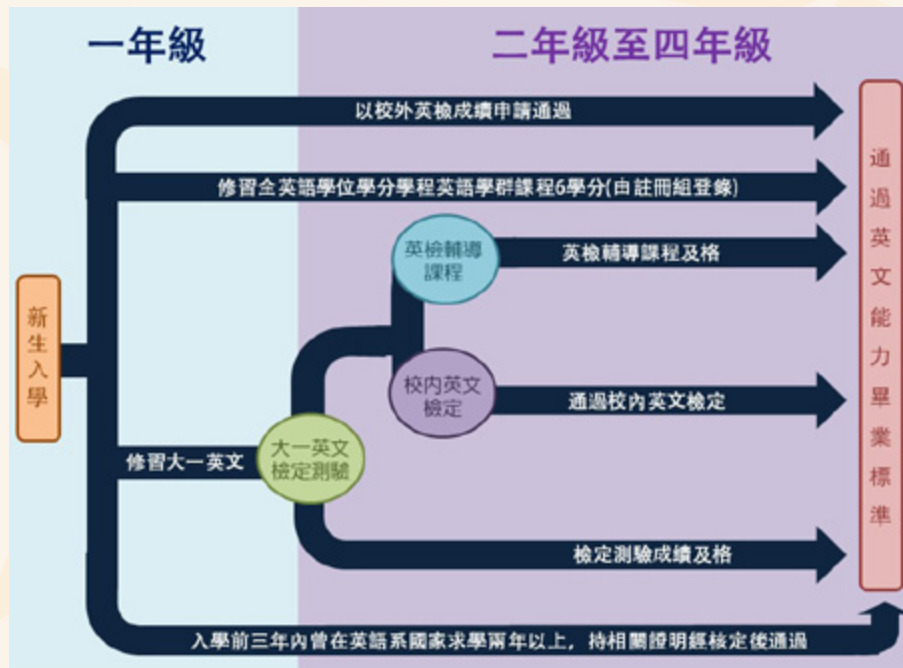 一年級
二年級至四年級
以校外英檢成績申請通過
修習全英語學位學分學程英語學群課程6學分(由註冊組登錄)
英檢輔導
課程
英檢輔導課程及格
新生入學
校內英文
檢定
通過校內英文檢定
修習大一英文
大一英文
檢定測驗
檢定測驗成績及格
入學前三年內曾在英語系國家求學兩年以上，持相關證明經核定後通過
通過英文能力畢業標準